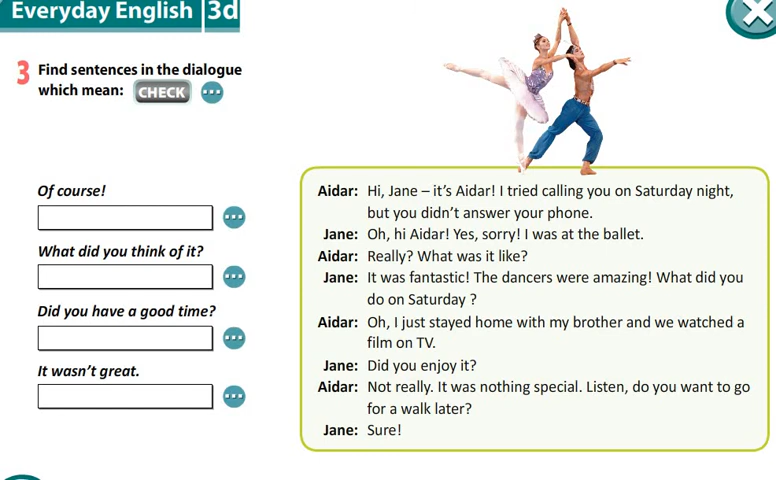 Everyday English 3d
3 Find sentences in the dialogue
which mean: CHECK
Of course!
What did you think of it?
Did you have a good time?
It wasn't great.
Aidar: Hi, Jane – it's Aidar! I tried calling you on Saturday night,
but you didn't answer your phone.
Jane: Oh, hi Aidar! Yes, sorry! I was at the ballet.
Aidar: Really? What was it like?
Jane: It was fantastic! The dancers were amazing! What did you
do on Saturday ?
Aidar: Oh, I just stayed home with my brother and we watched a
film on TV.
Jane: Did you enjoy it?
Aidar: Not really. It was nothing special. Listen, do you want to go
for a walk later?
Jane: Sure!